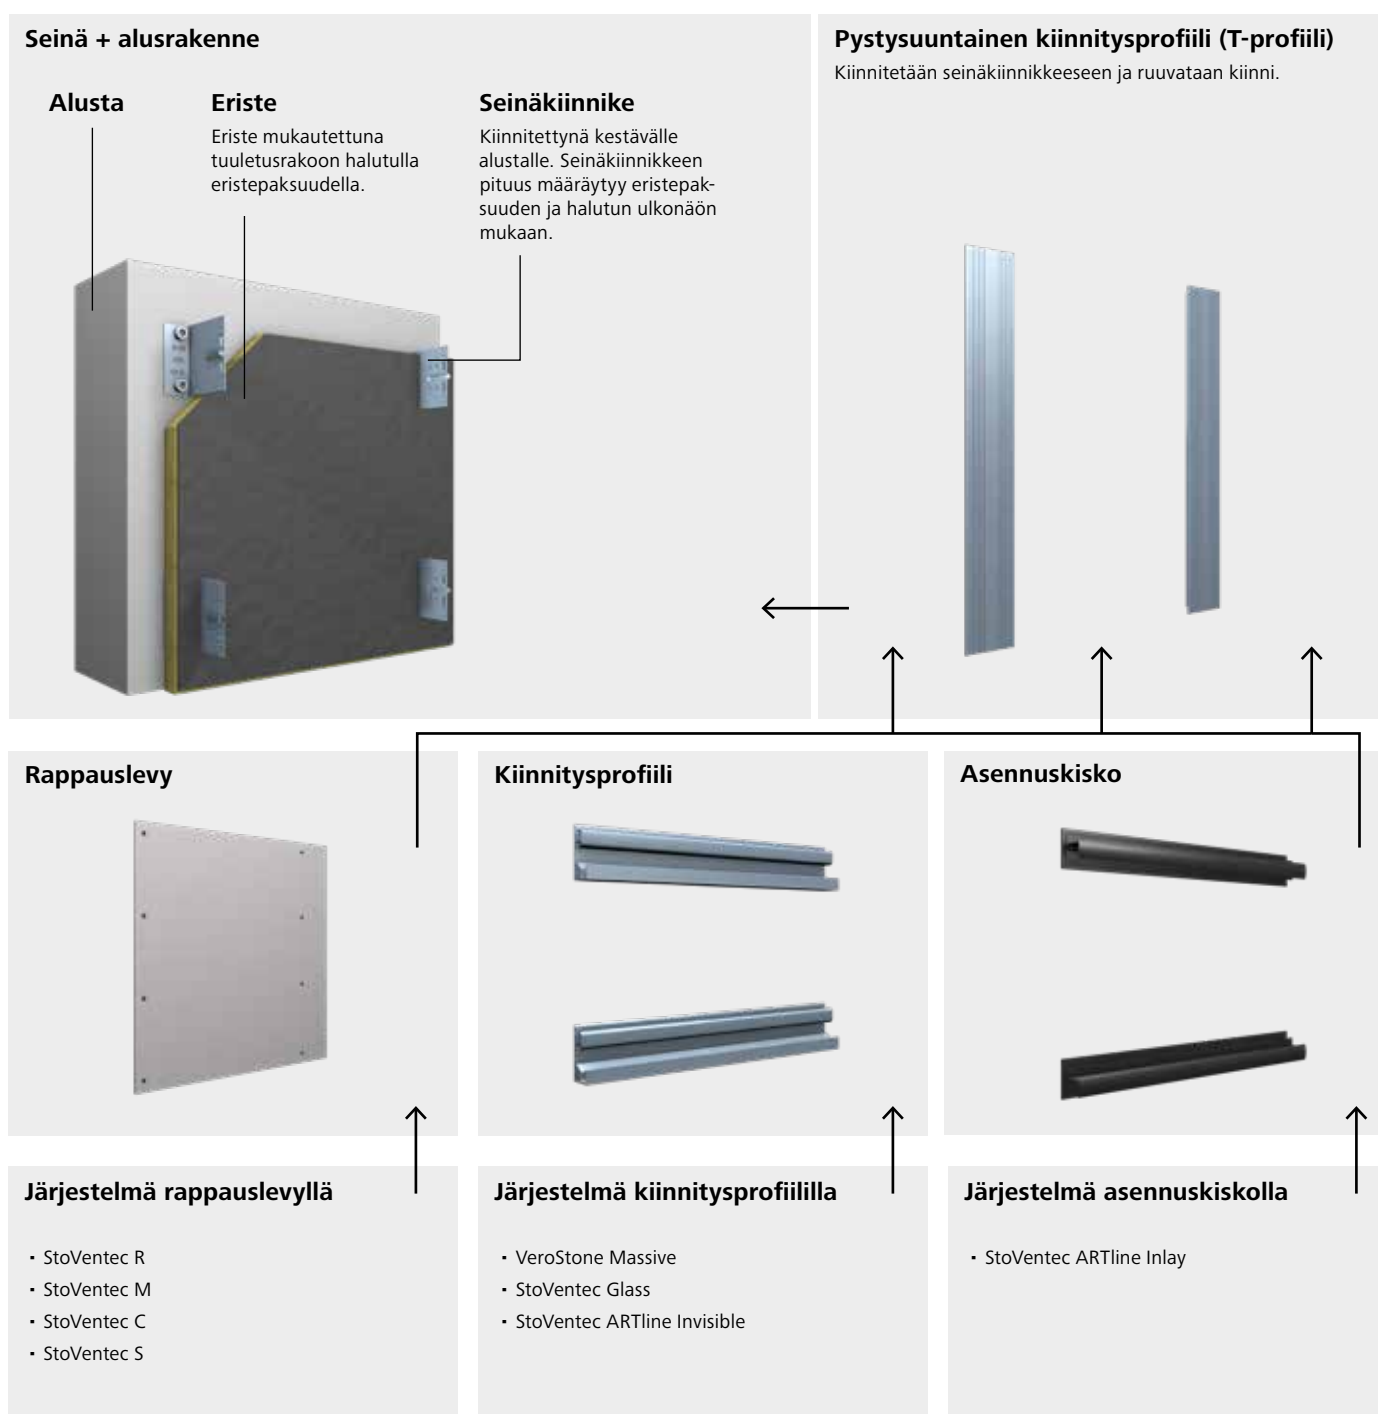 Seinä + alusrakenne
Alusta
Eriste
Eriste mukautettuna
tuuletusrakoon halutulla
eristepaksuudella.
Seinäkiinnike
Kiinnitettynä kestävälle
alustalle. Seinäkiinnikkeen
pituus määräytyy eristepak-
suuden ja halutun ulkonäön
mukaan.
Pystysuuntainen kiinnitysprofiili (T-profiili)
Kiinnitetään seinäkiinnikkeeseen ja ruuvataan kiinni.
Rappauslevy
Kiinnitysprofiili
Asennuskisko
Järjestelmä rappauslevyllä
▪ StoVentec R
▪ StoVentec M
▪ StoVentec C
▪ StoVentec S
Järjestelmä kiinnitysprofiililla
▪ VeroStone Massive
▪ StoVentec Glass
▪ StoVentec ARTline Invisible
Järjestelmä asennuskiskolla
▪ StoVentec ARTline Inlay